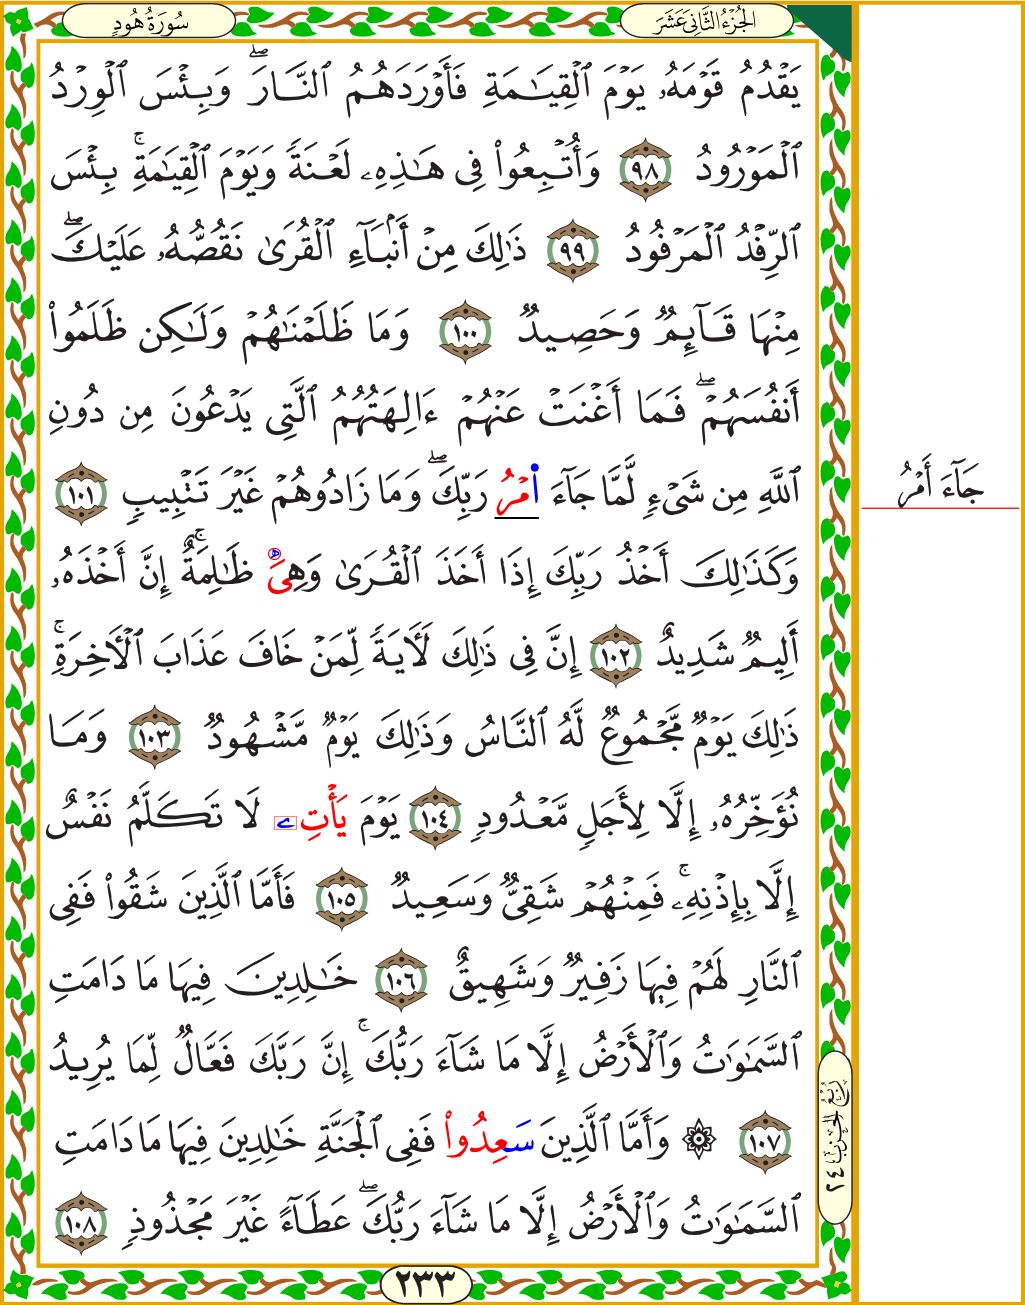 الجُزْءُ الثَّانِي عَشَرَ
سُورَةُ هُودٍ
يَقْدُمُ قَوْمَهُۥ يَوْمَ ٱلْقِيَـٰمَةِ فَأَوْرَدَهُمُ ٱلنَّارَ ۖ وَبِئْسَ ٱلْوِرْدُ
ٱلْمَوْرُودُ ٩٨ وَأُتْبِعُوا۟ فِى هَـٰذِهِۦ لَعْنَةً وَيَوْمَ ٱلْقِيَـٰمَةِ ۚ بِئْسَ
ٱلرِّفْدُ ٱلْمَرْفُودُ ٩٩ ذَٰلِكَ مِنْ أَنۢبَآءِ ٱلْقُرَىٰ نَقُصُّهُۥ عَلَيْكَ ۖ
مِنْهَا قَآئِمٌ وَحَصِيدٌ ١٠٠ وَمَا ظَلَمْنَـٰهُمْ وَلَـٰكِن ظَلَمُوٓا۟
أَنفُسَهُمْ ۖ فَمَا أَغْنَتْ عَنْهُمْ ءَالِهَتُهُمُ ٱلَّتِى يَدْعُونَ مِن دُونِ
ٱللَّهِ مِن شَىْءٍ لَّمَّا جَآءَ ا۬مْرُ رَبِّكَ ۖ وَمَا زَادُوهُمْ غَيْرَ تَتْبِيبٍ ١٠١
وَكَذَٰلِكَ أَخْذُ رَبِّكَ إِذَا أَخَذَ ٱلْقُرَىٰ وَهِىَ ظَـٰلِمَةٌ ۚ إِنَّ أَخْذَهُۥ
أَلِيمٌ شَدِيدٌ ١٠٢ إِنَّ فِى ذَٰلِكَ لَـَٔايَةً لِّمَنْ خَافَ عَذَابَ ٱلْـَٔاخِرَةِ ۚ
ذَٰلِكَ يَوْمٌ مَّجْمُوعٌ لَّهُ ٱلنَّاسُ وَذَٰلِكَ يَوْمٌ مَّشْهُودٌ ١٠٣ وَمَا
نُؤَخِّرُهُۥ إِلَّا لِأَجَلٍ مَّعْدُودٍ ١٠٤ يَوْمَ يَأْتِۦ لَا تَكَلَّمُ نَفْسٌ
إِلَّا بِإِذْنِهِۦ ۚ فَمِنْهُمْ شَقِىٌّ وَسَعِيدٌ ١٠٥ فَأَمَّا ٱلَّذِينَ شَقُوا۟ فَفِى
ٱلنَّارِ لَهُمْ فِيهَا زَفِيرٌ وَشَهِيقٌ ١٠٦ خَـٰلِدِينَ فِيهَا مَا دَامَتِ
ٱلسَّمَـٰوَٰتُ وَٱلْأَرْضُ إِلَّا مَا شَآءَ رَبُّكَ ۚ إِنَّ رَبَّكَ فَعَّالٌ لِّمَا يُرِيدُ
١٠٧ ۞ وَأَمَّا ٱلَّذِينَ سَعِدُوا۟ فَفِى ٱلْجَنَّةِ خَـٰلِدِينَ فِيهَا مَا دَامَتِ
ٱلسَّمَـٰوَٰتُ وَٱلْأَرْضُ إِلَّا مَا شَآءَ رَبُّكَ ۖ عَطَآءً غَيْرَ مَجْذُوذٍ ١٠٨
جَآءَ أَمْرُ
رُبْعُ الحِزْبِ ٢٤
٢٣٣